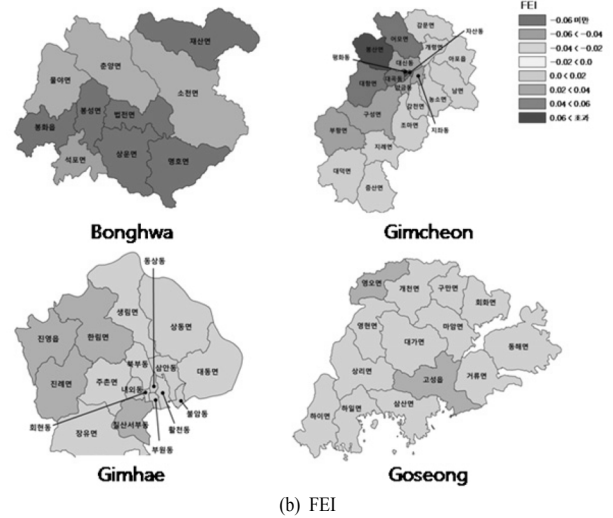 재산면
춘양면
물야면
소천면
봉성면
법전면
봉화읍
석포면
상운면
명호면
Bonghwa
감문면
자산동
어모면
개령면
봉산면
평화동
대신동
아포읍
대곡동
대항면
남면
농소면
감천면
구성면
지좌동
부항면
조마면
지례면
대덕면
증산면
Gimcheon
FEI
-0.06 미만
-0.06 < -0.04
-0.04 < -0.02
-0.02 < 0.0
0.0 < 0.02
0.02 < 0.04
0.04 < 0.06
0.06 < 초과
동상동
생림면
진영읍
한림면
상동면
북부동
삼안동
대동면
진례면
주촌면
내외동
불암동
회현동
활천동
칠산서부동
장유면
부원동
Gimhae
영오면
개천면
구만면
회화면
영현면
마암면
대가면
동해면
상리면
고성읍
거류면
하이면
하일면
삼산면
Goseong
(b) FEI